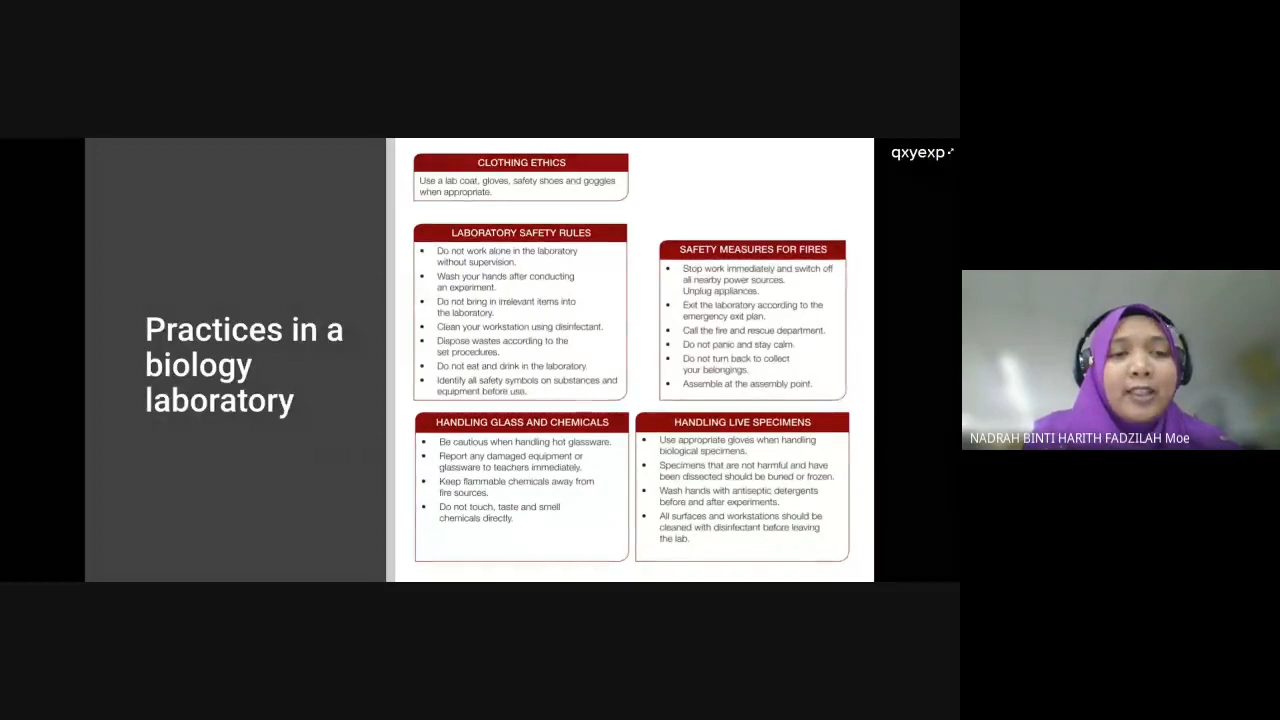 Practices in a
biology
laboratory
CLOTHING ETHICS
Use a lab coat, gloves, safety shoes and goggles
when appropriate.
LABORATORY SAFETY RULES
• Do not work alone in the laboratory
without supervision.
• Wash your hands after conducting
an experiment.
• Do not bring in irrelevant items into
the laboratory.
• Clean your workstation using disinfectant.
• Dispose wastes according to the
set procedures.
• Do not eat and drink in the laboratory.
• Identify all safety symbols on substances and
equipment before use.
SAFETY MEASURES FOR FIRES
• Stop work immediately and switch off
all nearby power sources.
Unplug appliances.
• Exit the laboratory according to the
emergency exit plan.
• Call the fire and rescue department.
• Do not panic and stay calm.
• Do not turn back to collect
your belongings.
• Assemble at the assembly point.
HANDLING GLASS AND CHEMICALS
• Be cautious when handling hot glassware.
• Report any damaged equipment or
glassware to teachers immediately.
• Keep flammable chemicals away from
fire sources.
• Do not touch, taste and smell
chemicals directly.
HANDLING LIVE SPECIMENS
• Use appropriate gloves when handling
biological specimens.
• Specimens that are not harmful and have
been dissected should be buried or frozen.
• Wash hands with antiseptic detergents
before and after experiments.
• All surfaces and workstations should be
cleaned with disinfectant before leaving
the lab.
qxyexp
NADRAH BINTI HARITH FADZILAH Moe